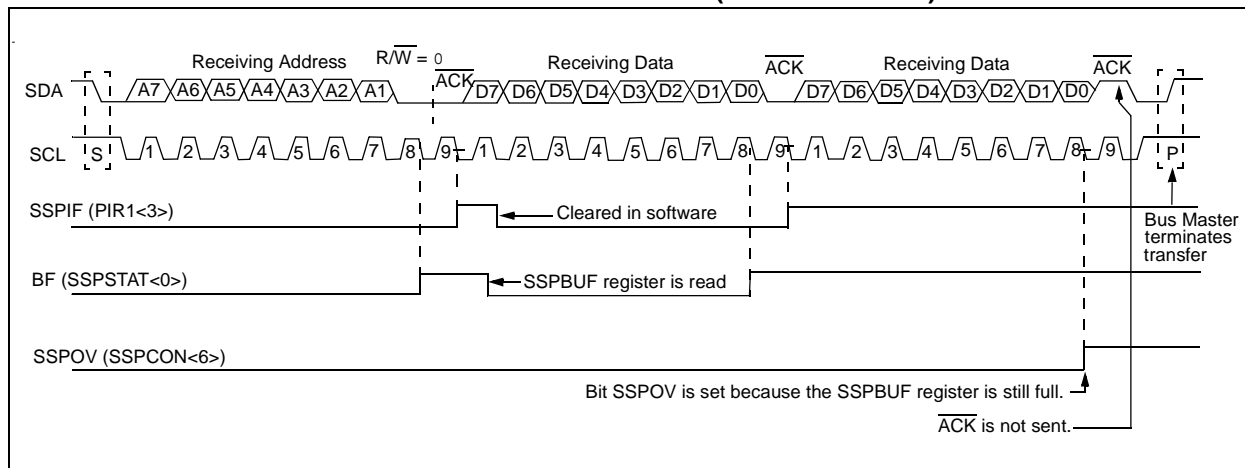 Receiving Address R/W = 0 Receiving Data ACK Receiving Data ACK
ACK
SDA A7 A6 A5 A4 A3 A2 A1 D7 D6 D5 D4 D3 D2 D1 D0 D7 D6 D5 D4 D3 D2 D1 D0
SCL S 1 2 3 4 5 6 7 8 9 1 2 3 4 5 6 7 8 9 1 2 3 4 5 6 7 8 9 P
SSPIF (PIR1<3>) Cleared in software
Bus Master
terminates
transfer
BF (SSPSTAT<0>) SSPBUF register is read
SSPOV (SSPCON<6>)
Bit SSPOV is set because the SSPBUF register is still full.
ACK is not sent.